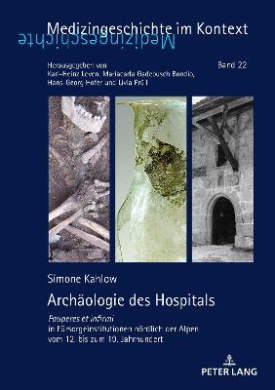 Medizingeschichte im Kontext
Medizingeschichte
Herausgegeben von
Karl-Heinz Leven, Mariacarla Gadebusch Bondio,
Hans-Georg Hofer und Livia Prüll
Band 22
Simone Kahlow
Archäologie des Hospitals
Pauperes et infirmi
in Fürsorgeinstitutionen nördlich der Alpen
vom 12. bis zum 19. Jahrhundert
PETER LANG